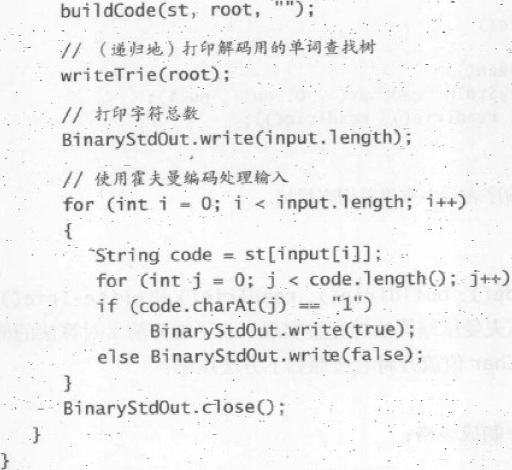 buildCode(st, root, "");
// （递归地）打印解码用的单词查找树
writeTrie(root);
// 打印字符总数
BinaryStdOut.write(input.length);
// 使用霍夫曼编码处理输入
for (int i = 0; i < input.length; i++)
{
String code = st[input[i]];
for (int j = 0; j < code.length(); j++)
if (code.charAt(j) == '1')
BinaryStdOut.write(true);
else BinaryStdOut.write(false);
}
BinaryStdOut.close();
}
}